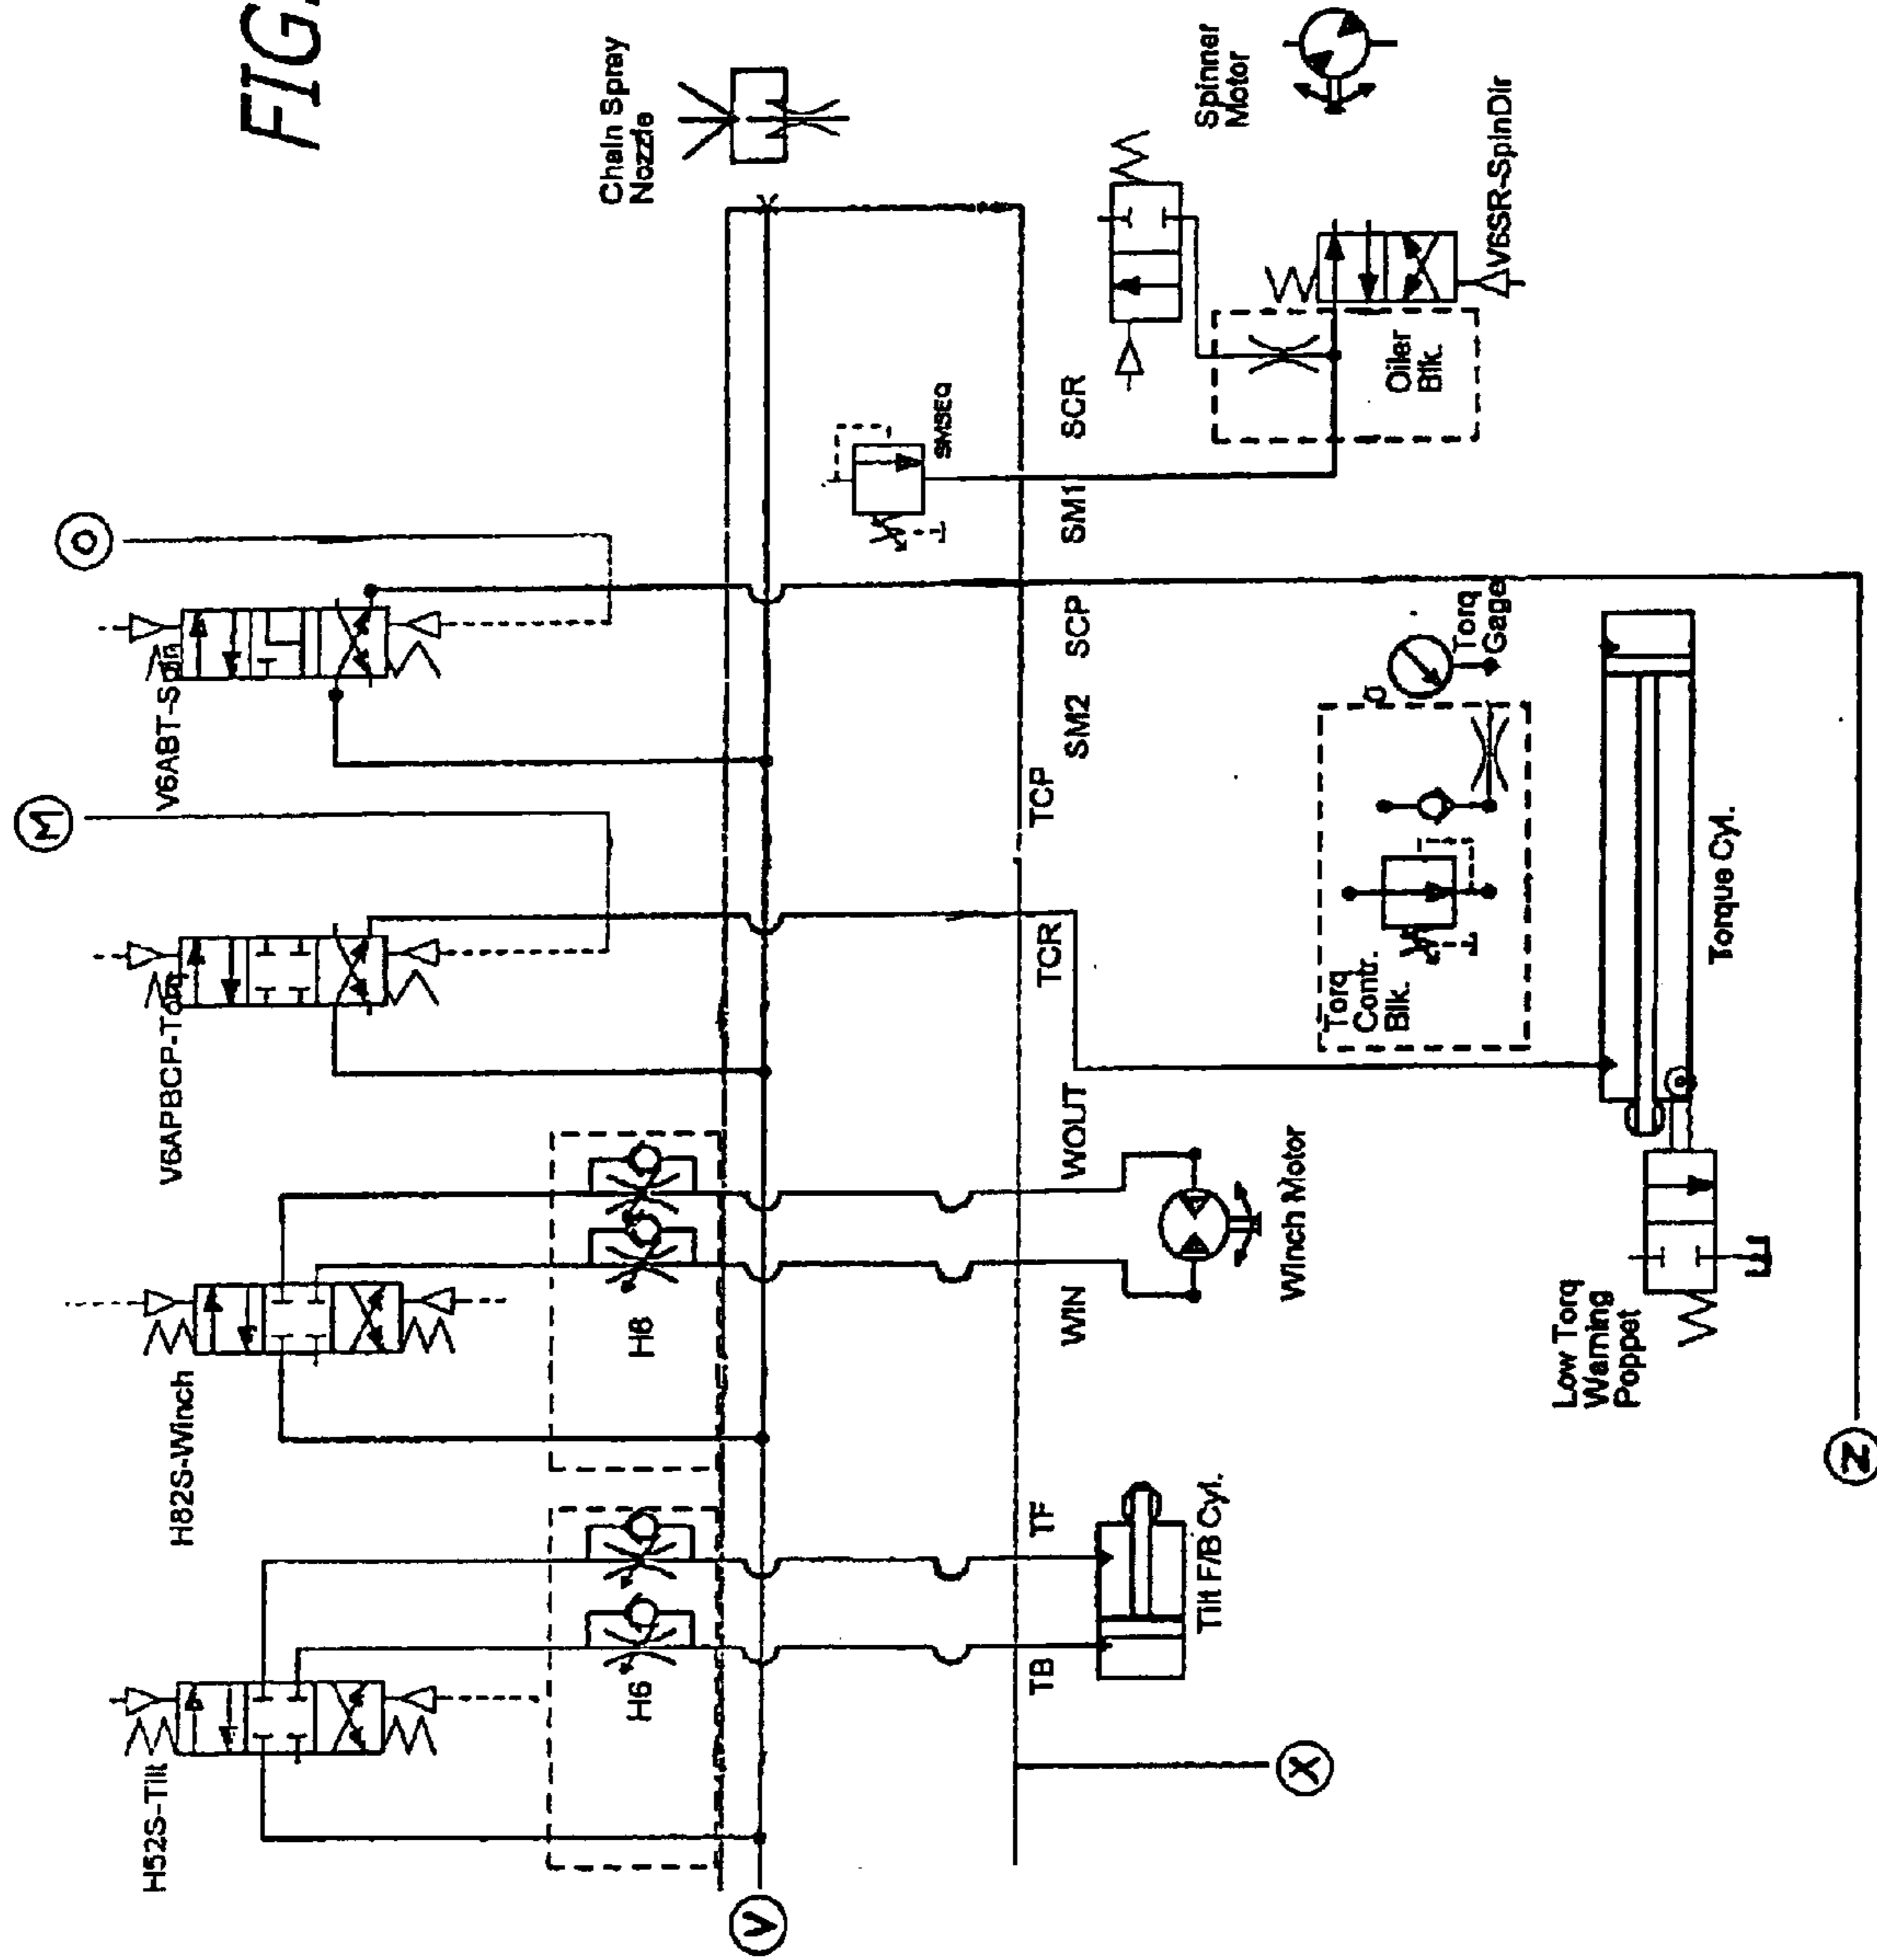 FIG.
O
M
V6ABT-Spin
V6APBCP-Torq
H82S-Winch
H52S-Tilt
Chain Spray
Nozzle
Spinner
Motor
V6SR-SpinDir
Oiler
Blk.
SMSEQ
H8
H6
V
SCR
SM1
SCP
SM2
TCP
TCR
WOUT
WIN
TF
TB
Torq
Gage
Torq
Contr.
Blk.
Torque Cyl.
Winch Motor
Tilt F/B Cyl.
Low Torq
Warning
Poppet
X
Z